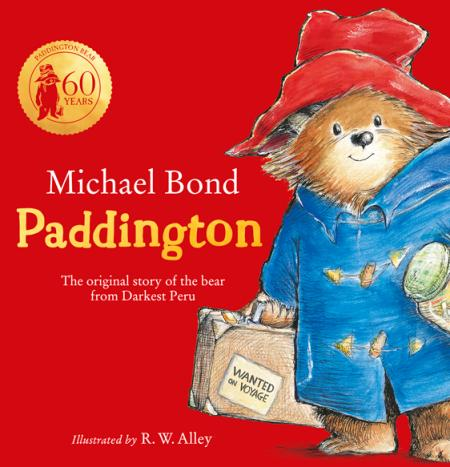 PADDINGTON BEAR
60
YEARS
Michael Bond
Paddington
The original story of the bear
from Darkest Peru
WANTED
ON VOYAGE
Illustrated by R. W. Alley